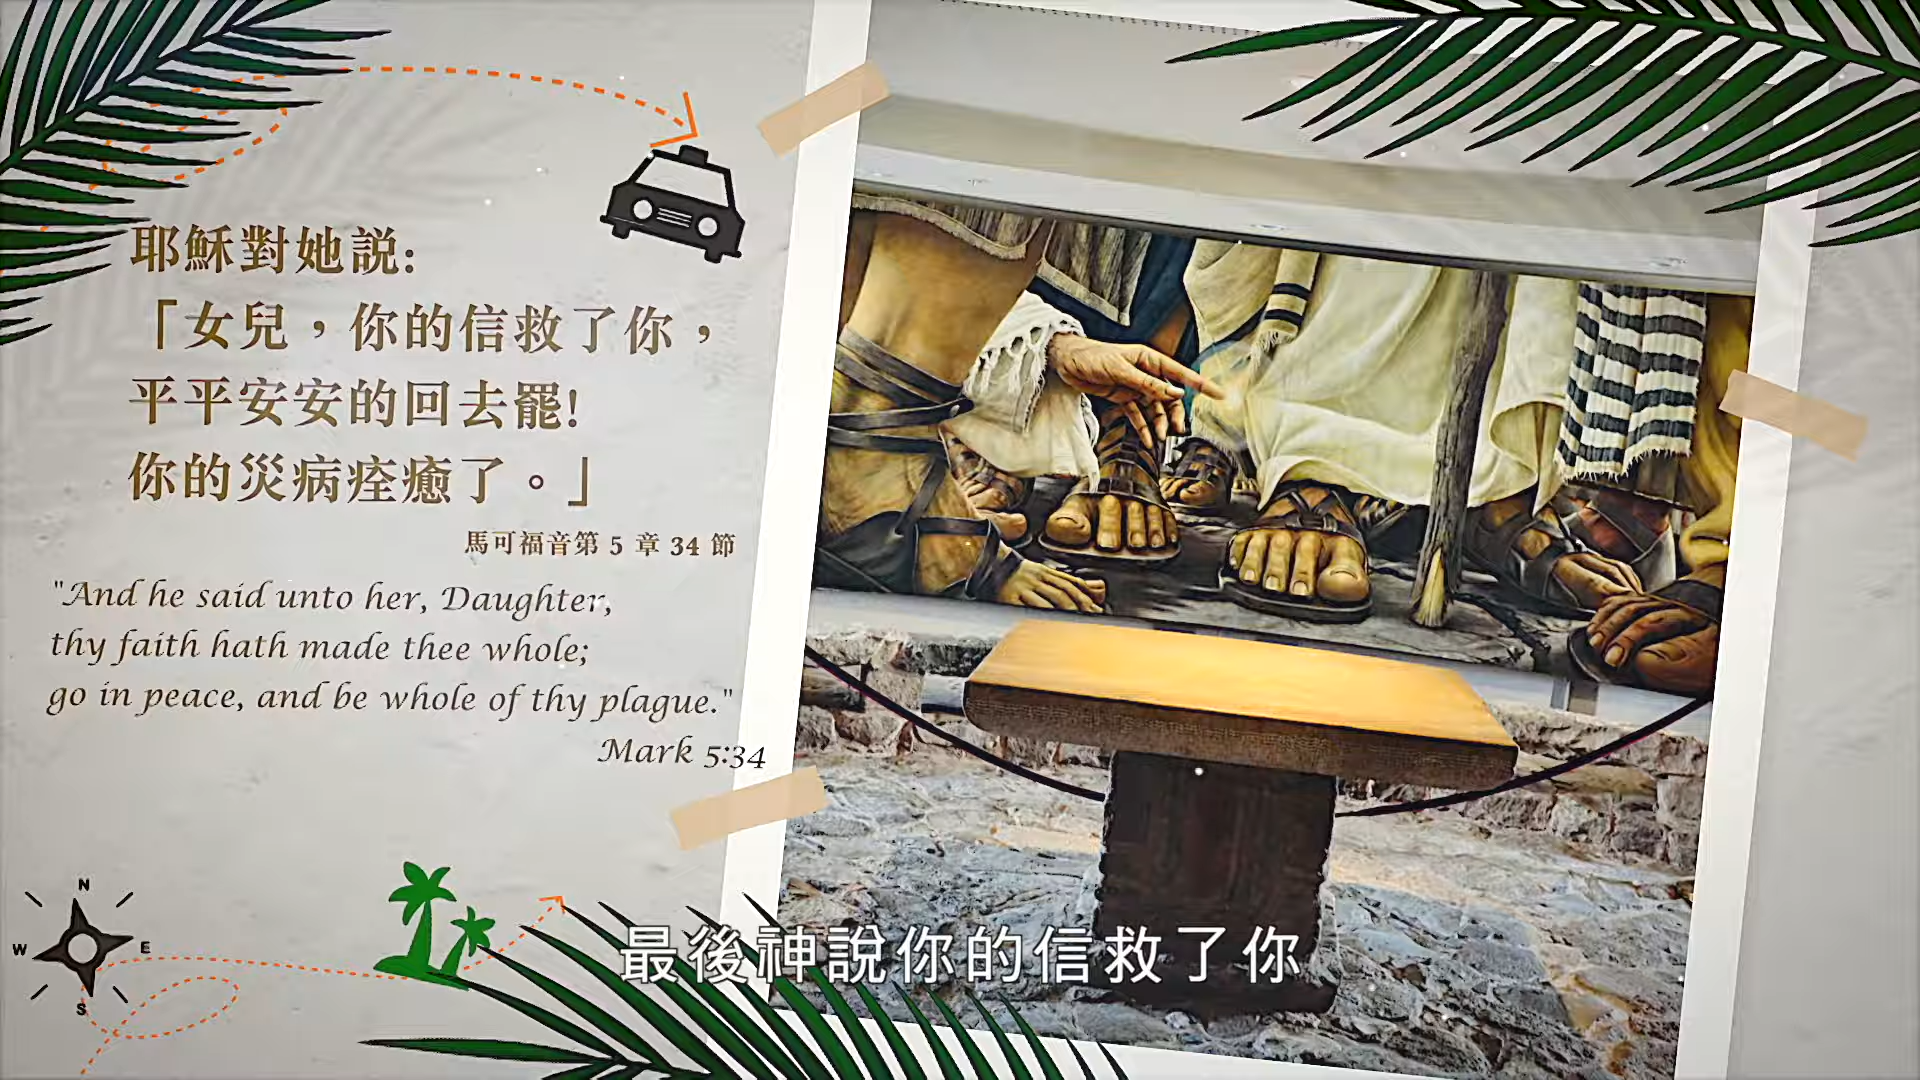 耶穌對她說:
「女兒，你的信救了你，
平平安安的回去罷!
你的災病痊癒了。」
馬可福音第 5 章 34 節
"And he said unto her, Daughter,
thy faith hath made thee whole;
go in peace, and be whole of thy plague."
Mark 5:34
N
W E
S
最後神說你的信救了你